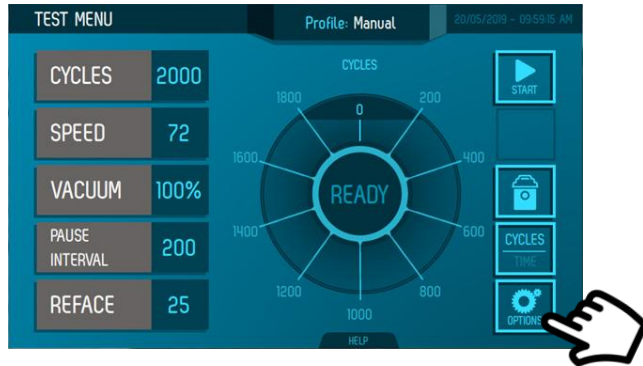 TEST MENU
Profile: Manual
20/05/2019 - 09:59:15 AM
CYCLES 2000
SPEED 72
VACUUM 100%
PAUSE
INTERVAL 200
REFACE 25
CYCLES
0
200
400
600
800
1000
1200
1400
1600
1800
READY
HELP
START
CYCLES
TIME
OPTIONS